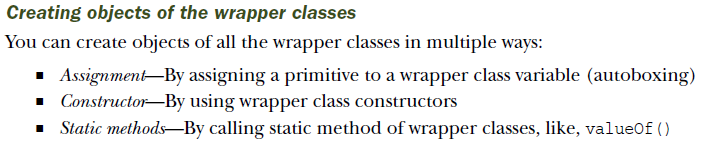 Creating objects of the wrapper classes
You can create objects of all the wrapper classes in multiple ways:
■ Assignment—By assigning a primitive to a wrapper class variable (autoboxing)
■ Constructor—By using wrapper class constructors
■ Static methods—By calling static method of wrapper classes, like, valueOf()